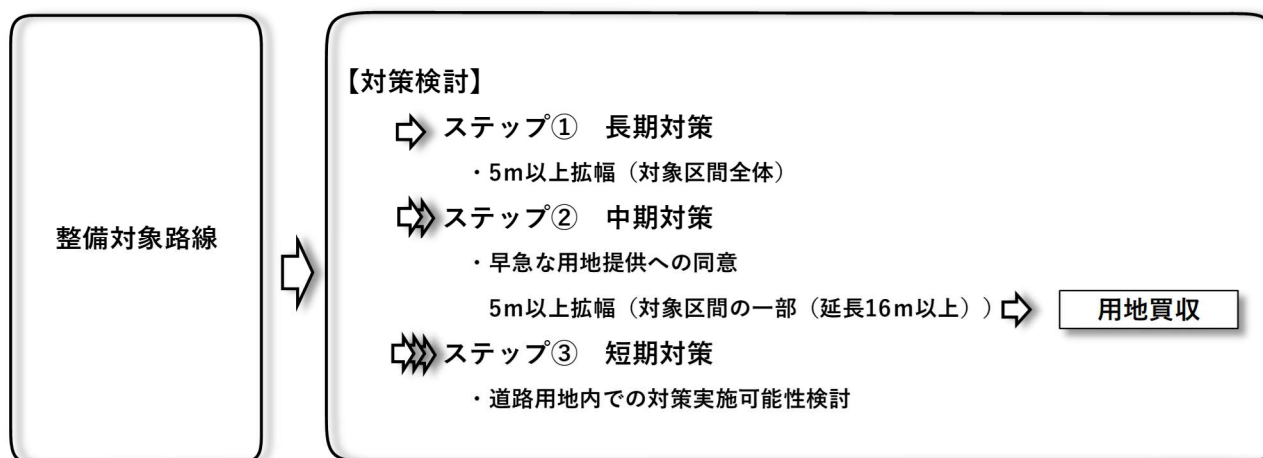 整備対象路線
【対策検討】
ステップ① 長期対策
・5m以上拡幅（対象区間全体）
ステップ② 中期対策
・早急な用地提供への同意
5m以上拡幅（対象区間の一部（延長16m以上））
用地買収
ステップ③ 短期対策
・道路用地内での対策実施可能性検討